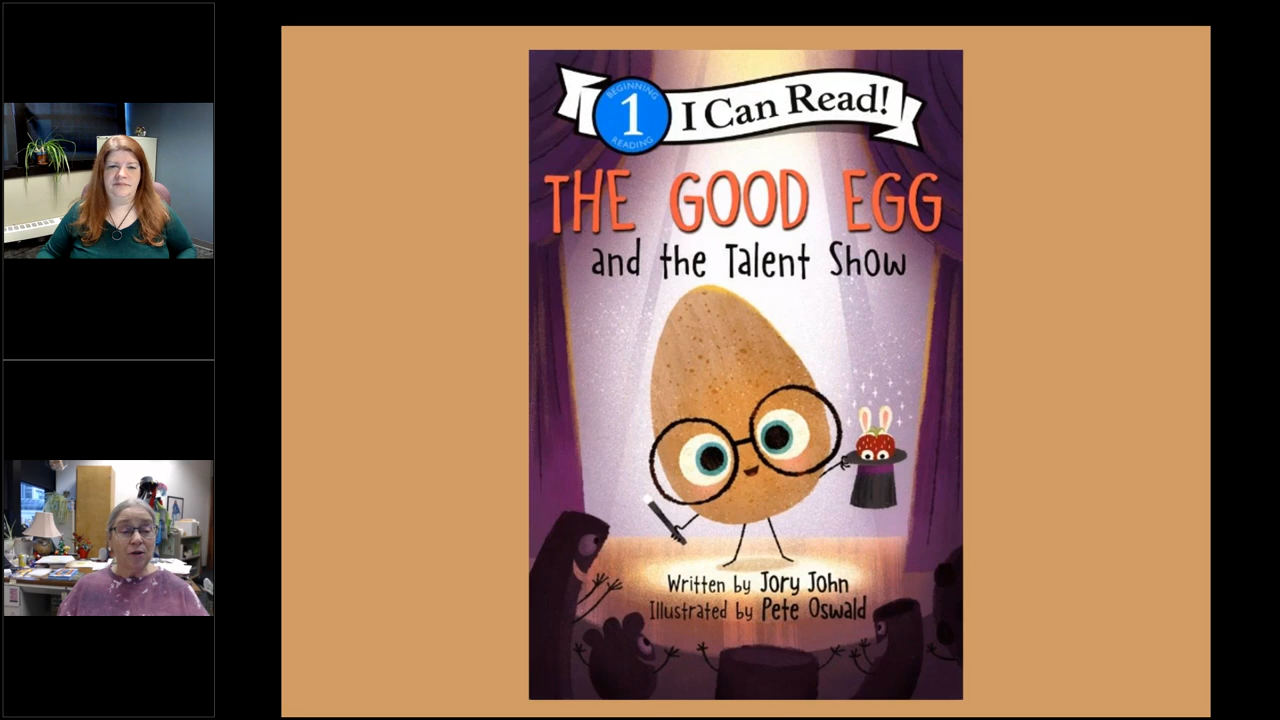 BEGINNING
1
READING
I Can Read!
THE GOOD EGG
and the Talent Show
Written by Jory John
Illustrated by Pete Oswald